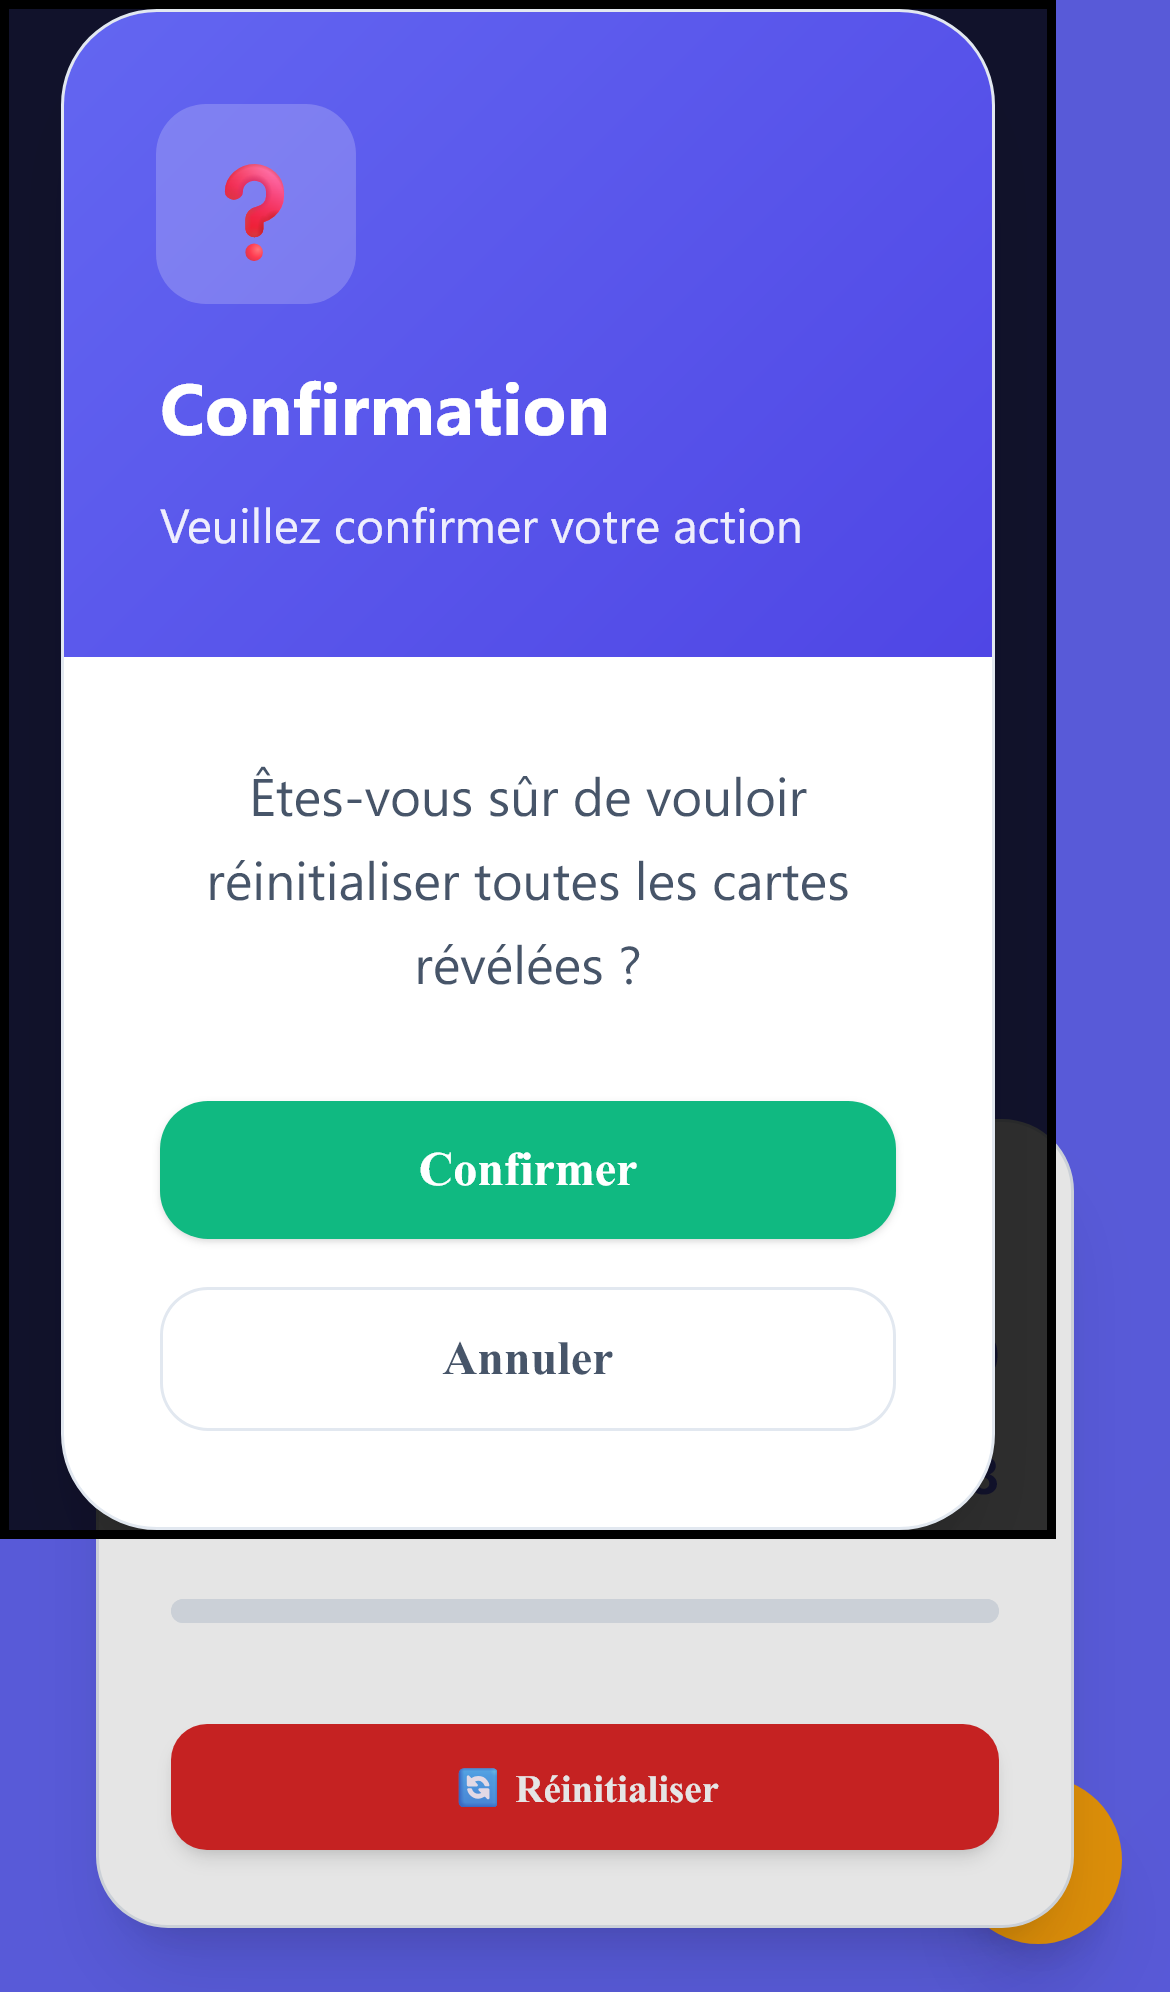 Confirmation
Veuillez confirmer votre action
Êtes-vous sûr de vouloir
réinitialiser toutes les cartes
révélées ?
Confirmer
Annuler
Réinitialiser